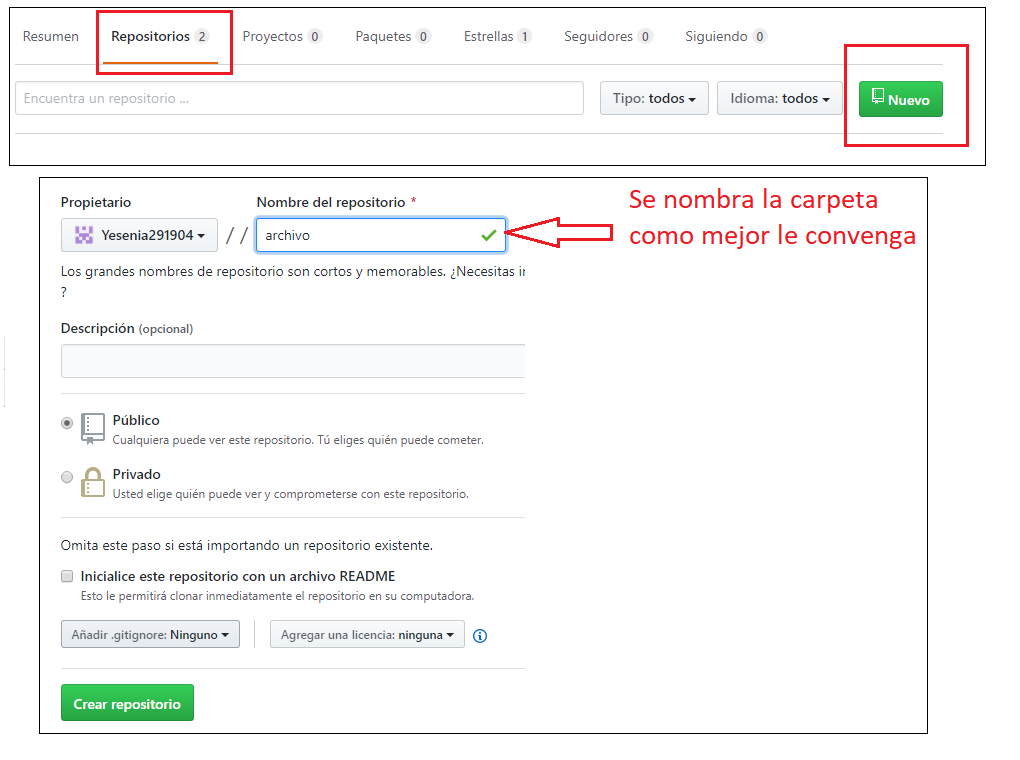 Resumen Repositorios 2 Proyectos 0 Paquetes 0 Estrellas 1 Seguidores 0 Siguiendo 0
Encuentra un repositorio ... Tipo: todos Idioma: todos Nuevo
Propietario Nombre del repositorio *
Yesenia291904 // archivo
Se nombra la carpeta
como mejor le convenga
Los grandes nombres de repositorio son cortos y memorables. ¿Necesitas in
?
Descripción (opcional)
Público
Cualquiera puede ver este repositorio. Tú eliges quién puede cometer.
Privado
Usted elige quién puede ver y comprometerse con este repositorio.
Omita este paso si está importando un repositorio existente.
Inicialice este repositorio con un archivo README
Esto le permitirá clonar inmediatamente el repositorio en su computadora.
Añadir .gitignore: Ninguno Agregar una licencia: ninguna
Crear repositorio